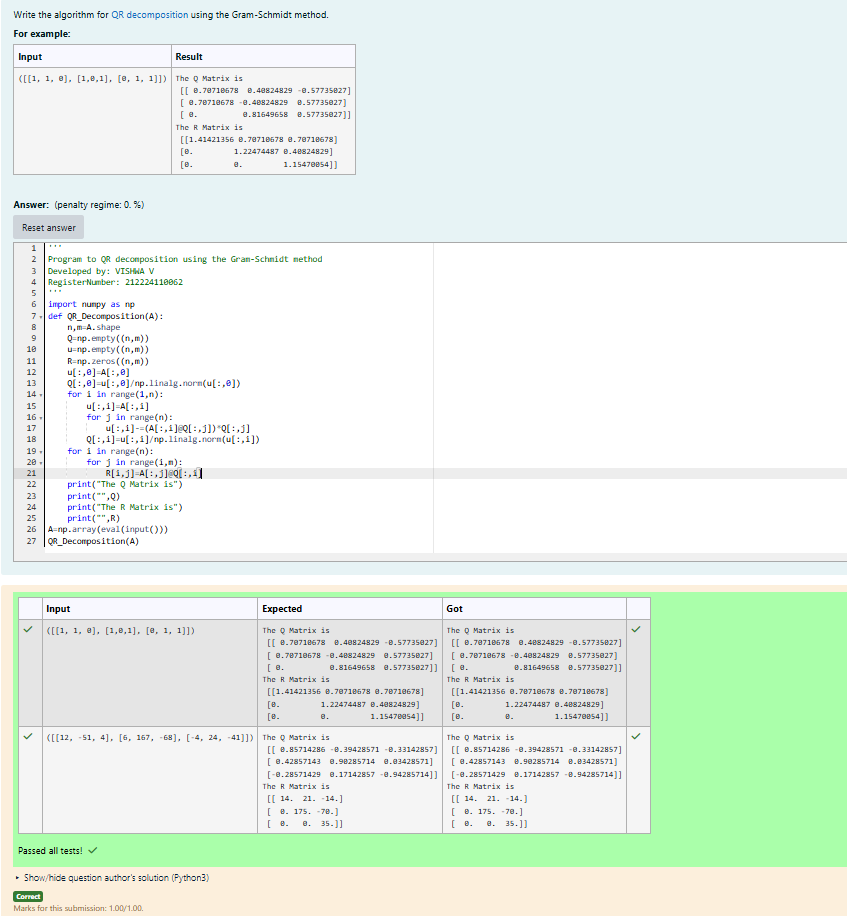 Write the algorithm for QR decomposition using the Gram-Schmidt method.
For example:
Input Result
([[1, 1, 0], [1,0,1], [0, 1, 1]]) The Q Matrix is
[[ 0.70710678 0.40824829 -0.57735027]
[ 0.70710678 -0.40824829 0.57735027]
[ 0. 0.81649658 0.57735027]]
The R Matrix is
[[1.41421356 0.70710678 0.70710678]
[0. 1.22474487 0.40824829]
[0. 0. 1.15470054]]
Answer: (penalty regime: 0. %)
Reset answer
1 '''
2 Program to QR decomposition using the Gram-Schmidt method
3 Developed by: VISHWA V
4 RegisterNumber: 212224110062
5 '''
6 import numpy as np
7 def QR_Decomposition(A):
8 n,m=A.shape
9 Q=np.empty((n,m))
10 u=np.empty((n,m))
11 R=np.zeros((n,m))
12 u[:,0]=A[:,0]
13 Q[:,0]=u[:,0]/np.linalg.norm(u[:,0])
14 for i in range(1,n):
15 u[:,i]=A[:,i]
16 for j in range(n):
17 u[:,i]-=(A[:,i]@Q[:,j])*Q[:,j]
18 Q[:,i]=u[:,i]/np.linalg.norm(u[:,i])
19 for i in range(n):
20 for j in range(i,m):
21 R[i,j]=A[:,j]@Q[:,i]
22 print("The Q Matrix is")
23 print("",Q)
24 print("The R Matrix is")
25 print("",R)
26 A=np.array(eval(input()))
27 QR_Decomposition(A)
Input Expected Got
([[1, 1, 0], [1,0,1], [0, 1, 1]]) The Q Matrix is The Q Matrix is
[[ 0.70710678 0.40824829 -0.57735027] [[ 0.70710678 0.40824829 -0.57735027]
[ 0.70710678 -0.40824829 0.57735027] [ 0.70710678 -0.40824829 0.57735027]
[ 0. 0.81649658 0.57735027]] [ 0. 0.81649658 0.57735027]]
The R Matrix is The R Matrix is
[[1.41421356 0.70710678 0.70710678] [[1.41421356 0.70710678 0.70710678]
[0. 1.22474487 0.40824829] [0. 1.22474487 0.40824829]
[0. 0. 1.15470054]] [0. 0. 1.15470054]]
([[12, -51, 4], [6, 167, -68], [-4, 24, -41]]) The Q Matrix is The Q Matrix is
[[ 0.85714286 -0.39428571 -0.33142857] [[ 0.85714286 -0.39428571 -0.33142857]
[ 0.42857143 0.90285714 0.03428571] [ 0.42857143 0.90285714 0.03428571]
[-0.28571429 0.17142857 -0.94285714]] [-0.28571429 0.17142857 -0.94285714]]
The R Matrix is The R Matrix is
[[ 14. 21. -14.] [[ 14. 21. -14.]
[ 0. 175. -70.] [ 0. 175. -70.]
[ 0. 0. 35.]] [ 0. 0. 35.]]
Passed all tests!
Show/hide question author's solution (Python3)
Correct
Marks for this submission: 1.00/1.00.